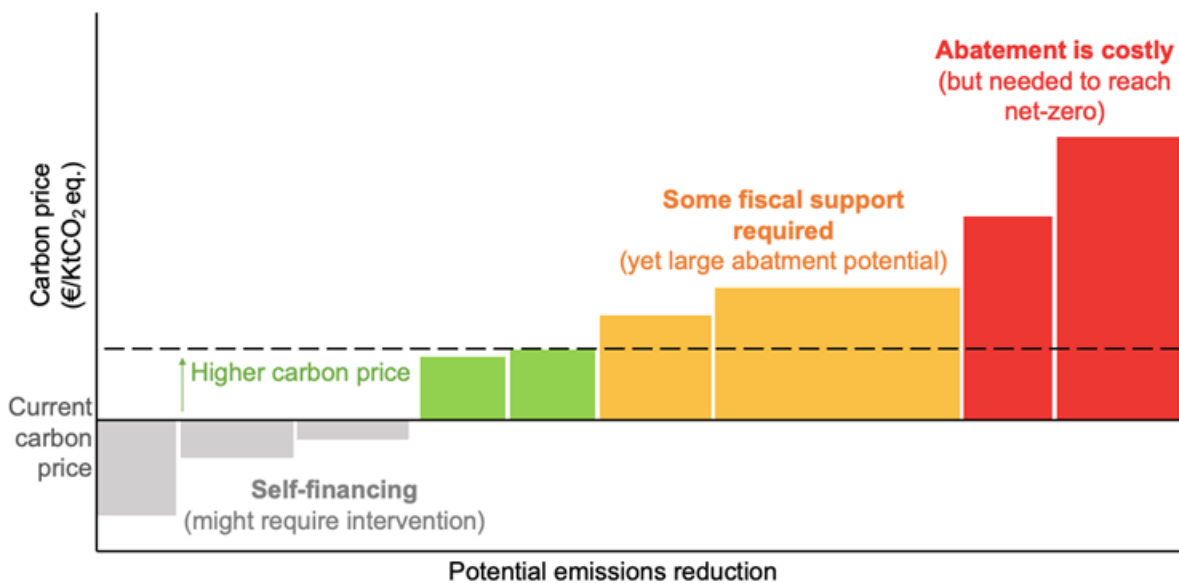 Abatement is costly
(but needed to reach
net-zero)
Carbon price
(€/KtCO₂ eq.)
Some fiscal support
required
(yet large abatment potential)
Higher carbon price
Current
carbon
price
Self-financing
(might require intervention)
Potential emissions reduction